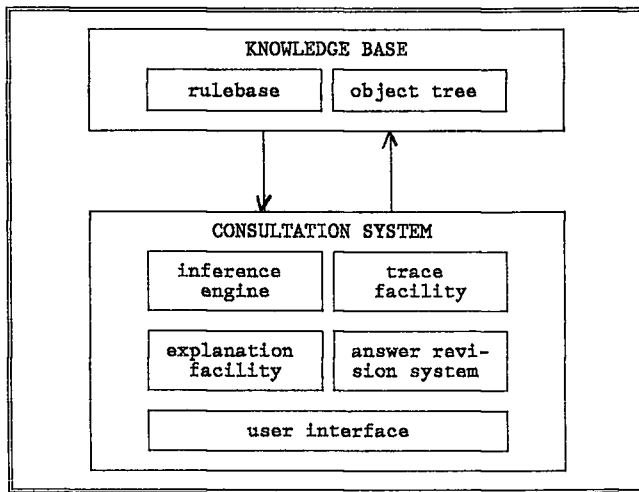 KNOWLEDGE BASE
rulebase
object tree
CONSULTATION SYSTEM
inference
engine
trace
facility
explanation
facility
answer revi-
sion system
user interface